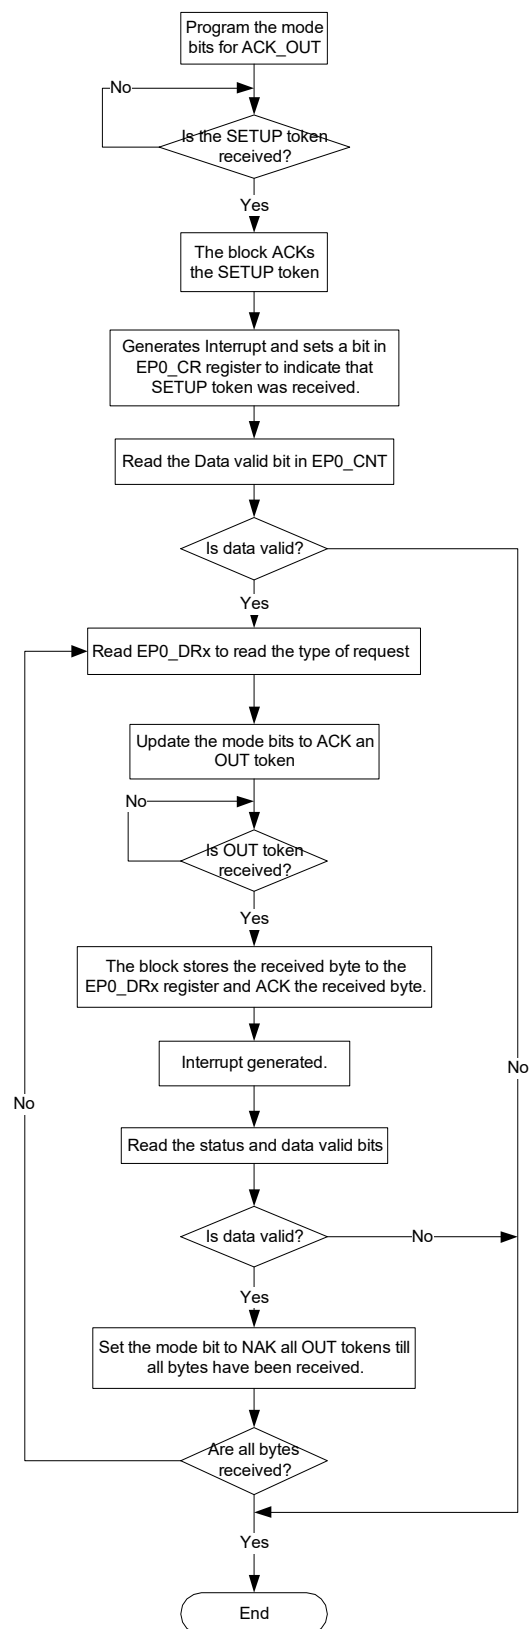 Program the mode
bits for ACK_OUT
No
Is the SETUP token
received?
Yes
The block ACKs
the SETUP token
Generates Interrupt and sets a bit in
EP0_CR register to indicate that
SETUP token was received.
Read the Data valid bit in EP0_CNT
Is data valid?
Yes
Read EP0_DRx to read the type of request
Update the mode bits to ACK an
OUT token
No
Is OUT token
received?
Yes
The block stores the received byte to the
EP0_DRx register and ACK the received byte.
Interrupt generated.
No
No
Read the status and data valid bits
Is data valid?
No
Yes
Set the mode bit to NAK all OUT tokens till
all bytes have been received.
Are all bytes
received?
Yes
End